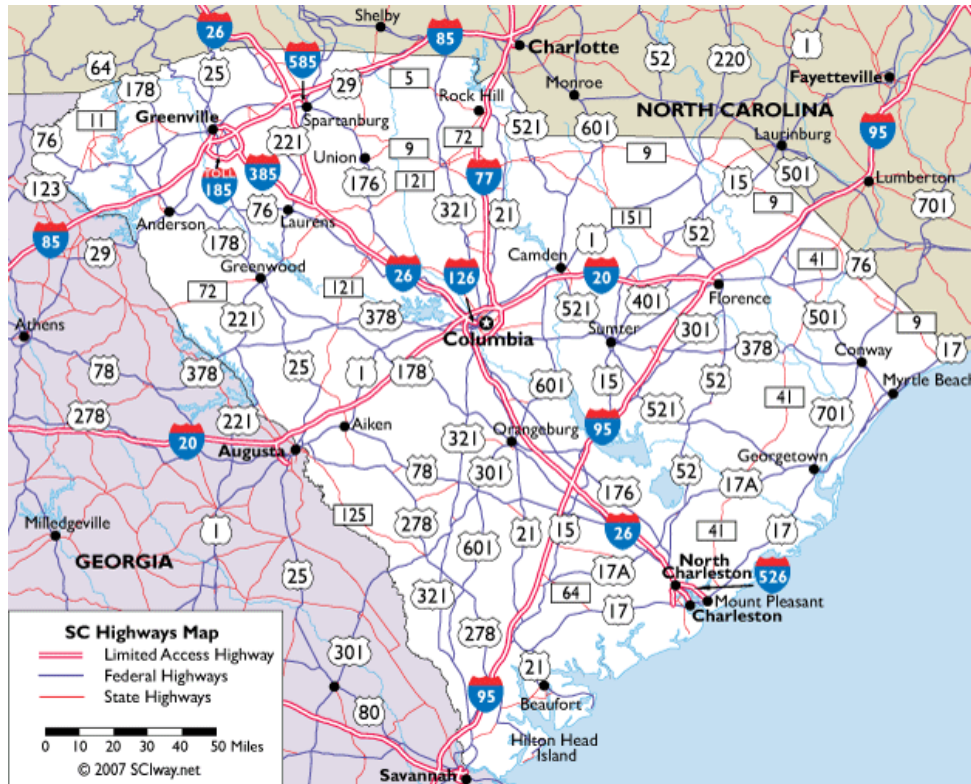 Shelby
26
85
Charlotte
52
220
1
64
25
585
29
5
Monroe
Fayetteville
178
Rock Hill
NORTH CAROLINA
11
Greenville
Spartanburg
72
521
601
Laurinburg
95
76
221
Union
9
9
501
123
TOLL
185
385
176
121
77
15
Lumberton
85
Anderson
76
Laurens
321
21
151
52
9
701
29
178
Greenwood
26
126
Camden
1
20
41
76
72
121
Florence
Athens
221
378
Columbia
521
401
301
501
9
Sumter
17
78
378
25
1
178
601
15
52
378
Conway
Myrtle Beach
278
20
221
Augusta
Aiken
321
Orangeburg
95
521
41
701
78
301
52
Georgetown
176
17A
Milledgeville
1
125
278
601
21
15
26
41
17
GEORGIA
25
321
17A
North
Charleston
526
64
17
Mount Pleasant
Charleston
278
21
SC Highways Map
Limited Access Highway
Federal Highways
State Highways
301
80
95
Beaufort
Hilton Head
Island
0 10 20 30 40 50 Miles
© 2007 SCIway.net
Savannah